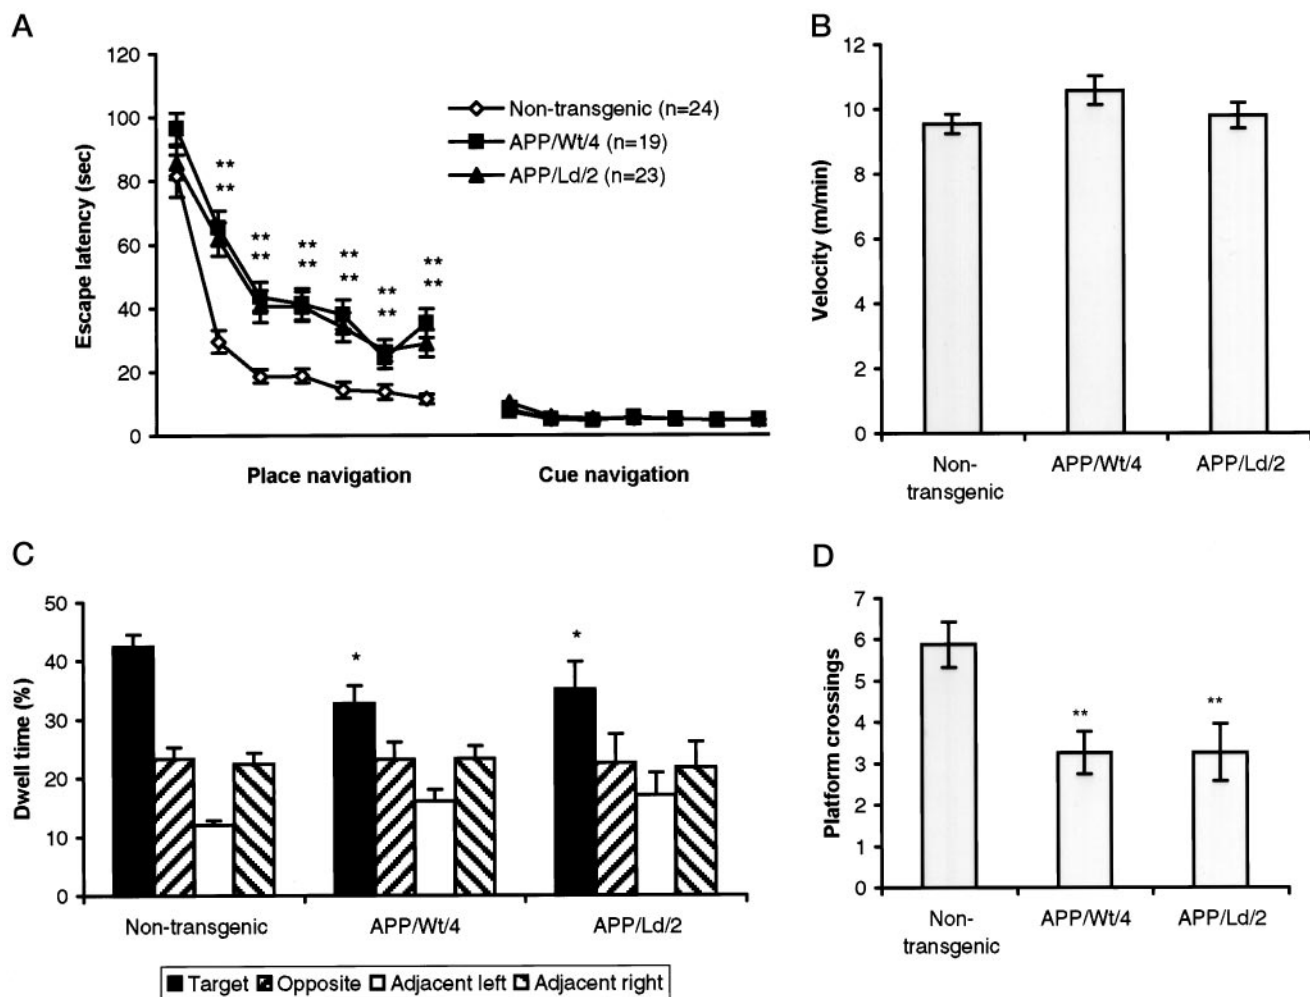 A
120
100
80
60
40
20
0
Escape latency (sec)
Non-transgenic (n=24)
APP/Wt/4 (n=19)
APP/Ld/2 (n=23)
**
**
**
**
**
**
**
**
**
**
**
**
Place navigation
Cue navigation
B
12
10
8
6
4
2
0
Velocity (m/min)
Non-
transgenic
APP/Wt/4
APP/Ld/2
C
50
40
30
20
10
0
Dwell time (%)
*
*
Non-transgenic
APP/Wt/4
APP/Ld/2
Target Opposite Adjacent left Adjacent right
D
7
6
5
4
3
2
1
0
Platform crossings
**
**
Non-
transgenic
APP/Wt/4
APP/Ld/2